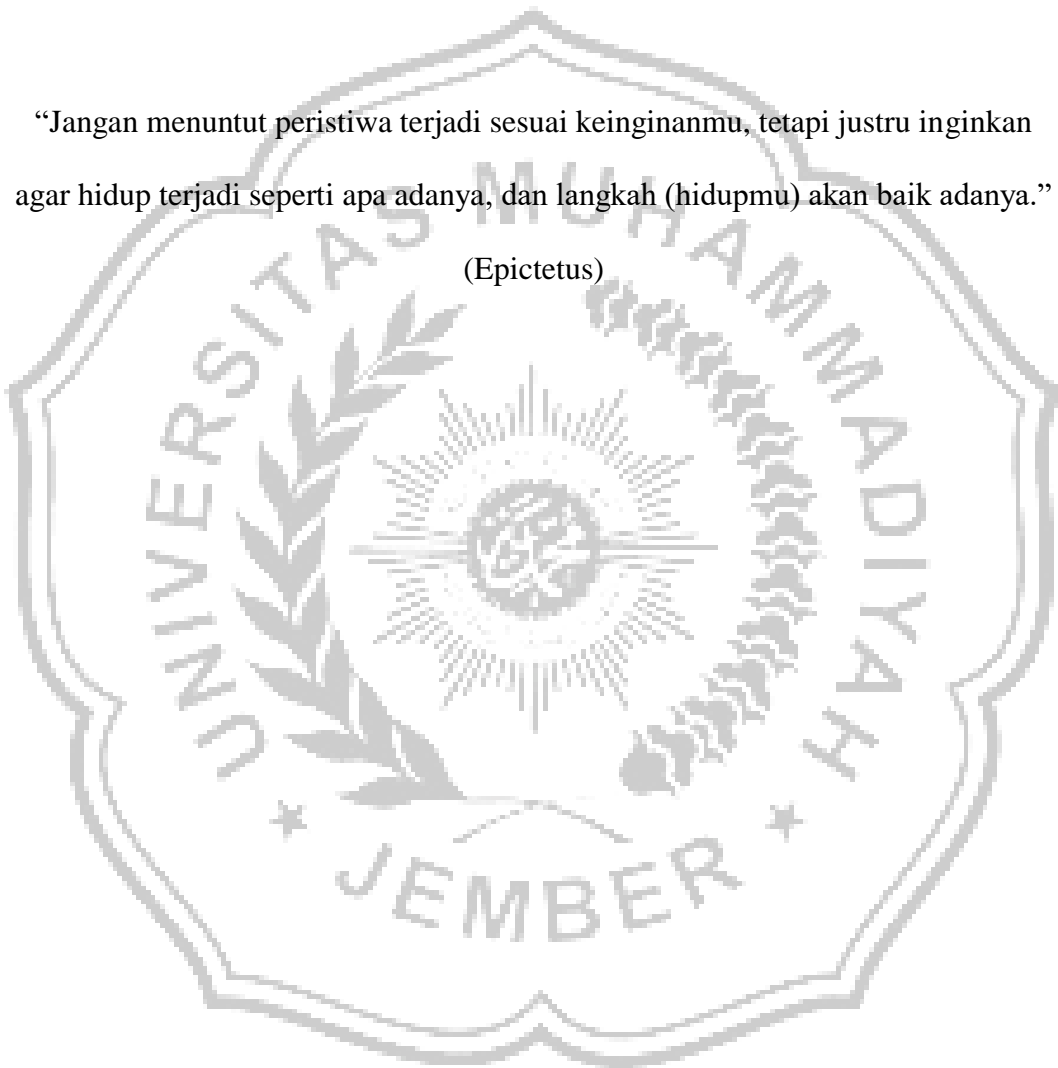 “Jangan menuntut peristiwa terjadi sesuai keinginanmu, tetapi justru inginkan
agar hidup terjadi seperti apa adanya, dan langkah (hidupmu) akan baik adanya.”
(Epictetus)
UNIVERSITAS MUHAMMADIYAH
JEMBER